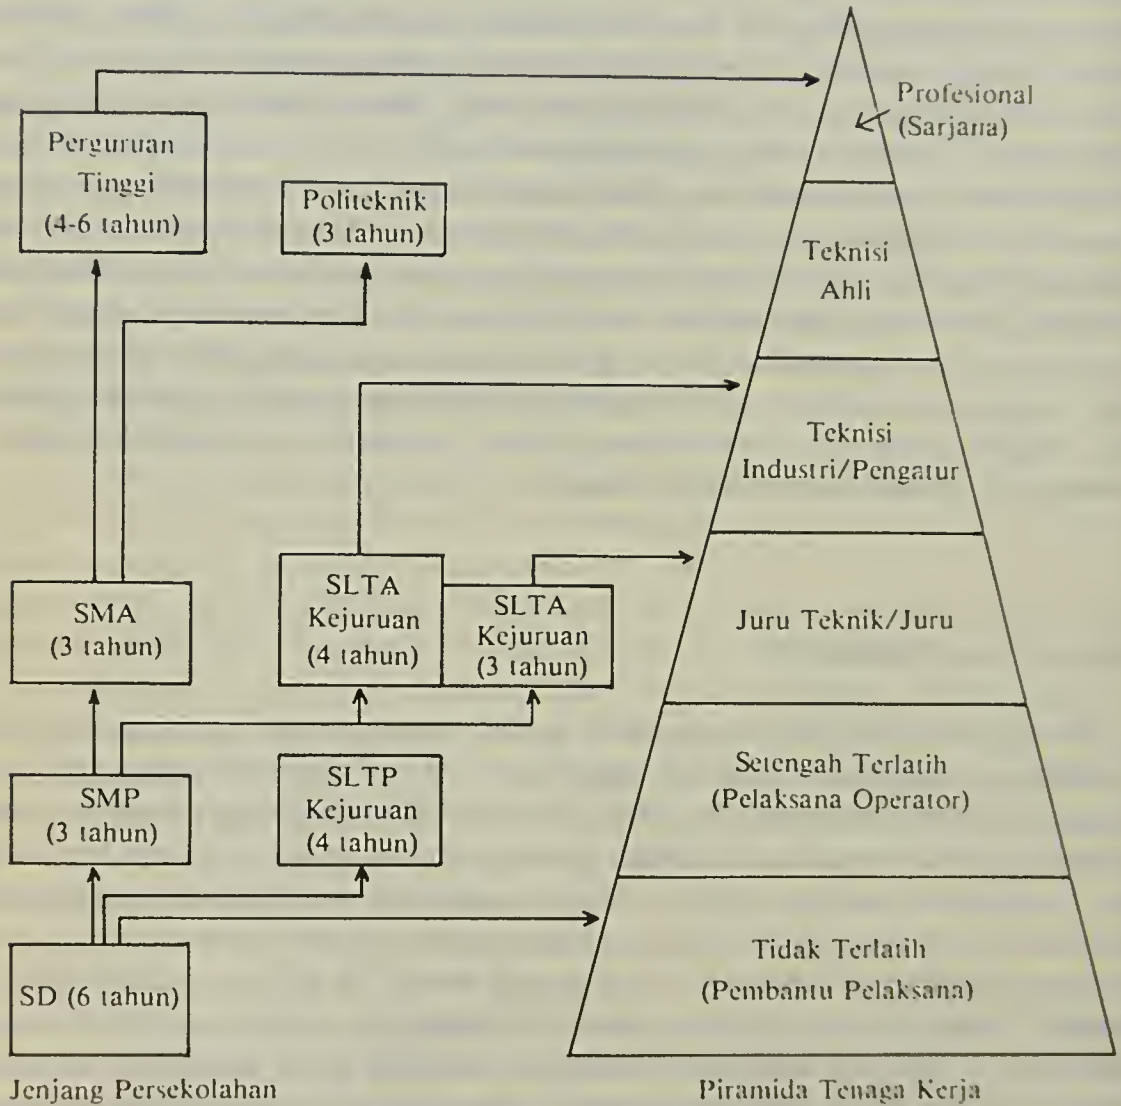 Perguruan
Tinggi
(4-6 tahun)
Politeknik
(3 tahun)
SMA
(3 tahun)
SLTA
Kejuruan
(4 tahun)
SLTA
Kejuruan
(3 tahun)
SMP
(3 tahun)
SLTP
Kejuruan
(4 tahun)
SD (6 tahun)
Jenjang Persekolahan
Profesional
(Sarjana)
Teknisi
Ahli
Teknisi
Industri/Pengatur
Juru Teknik/Juru
Setengah Terlatih
(Pelaksana Operator)
Tidak Terlatih
(Pembantu Pelaksana)
Piramida Tenaga Kerja